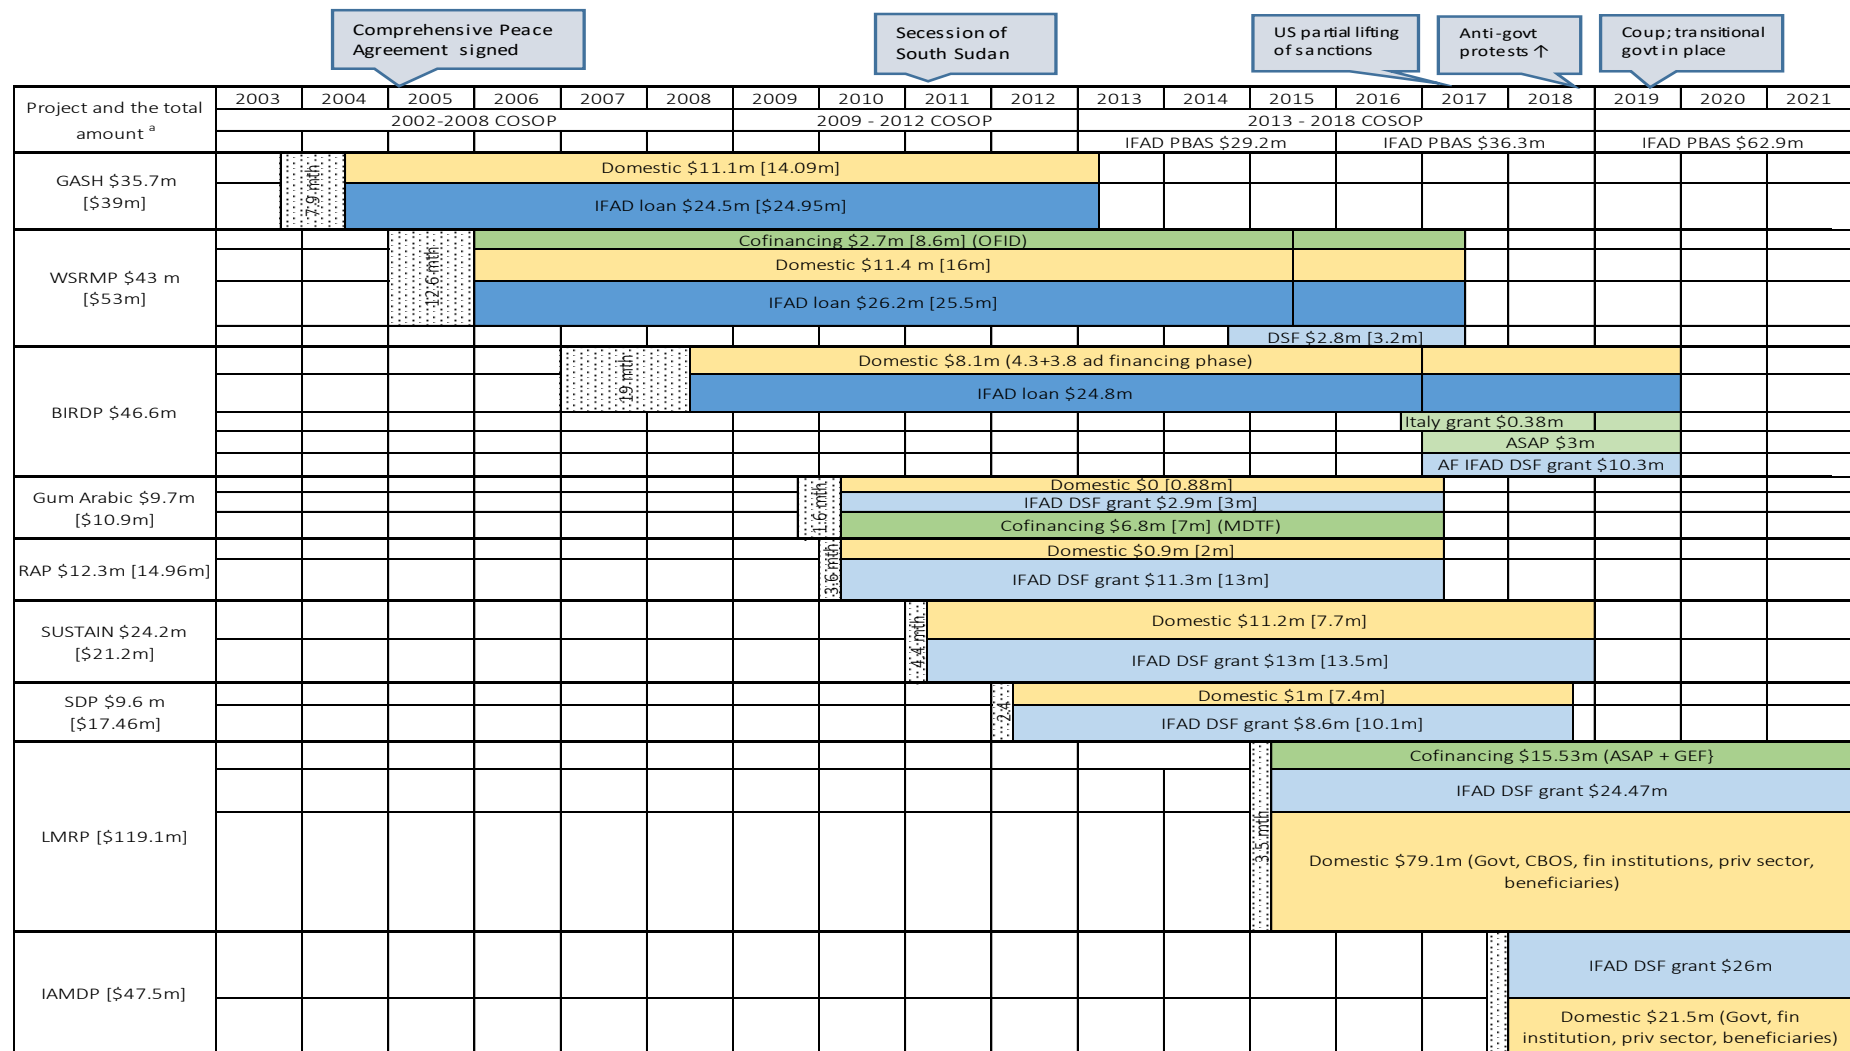 Comprehensive Peace
Agreement signed
Secession of
South Sudan
US partial lifting
of sanctions
Anti-govt
protests ↑
Coup; transitional
govt in place
Project and the total
amount a
2003 2004 2005 2006 2007 2008 2009 2010 2011 2012 2013 2014 2015 2016 2017 2018 2019 2020 2021
2002-2008 COSOP 2009 - 2012 COSOP 2013 - 2018 COSOP
IFAD PBAS $29.2m IFAD PBAS $36.3m IFAD PBAS $62.9m
GASH $35.7m
[$39m]
7.9 mth
Domestic $11.1m [14.09m]
IFAD loan $24.5m [$24.95m]
WSRMP $43 m
[$53m]
12.6 mth
Cofinancing $2.7m [8.6m] (OFID)
Domestic $11.4 m [16m]
IFAD loan $26.2m [25.5m]
DSF $2.8m [3.2m]
BIRDP $46.6m
19 mth
Domestic $8.1m (4.3+3.8 ad financing phase)
IFAD loan $24.8m
Italy grant $0.38m
ASAP $3m
AF IFAD DSF grant $10.3m
Gum Arabic $9.7m
[$10.9m]
1.6 mth
Domestic $0 [0.88m]
IFAD DSF grant $2.9m [3m]
Cofinancing $6.8m [7m] (MDTF)
RAP $12.3m [14.96m]
3.6 mth
Domestic $0.9m [2m]
IFAD DSF grant $11.3m [13m]
SUSTAIN $24.2m
[$21.2m]
4.4 mth
Domestic $11.2m [7.7m]
IFAD DSF grant $13m [13.5m]
SDP $9.6 m
[$17.46m]
2.4
Domestic $1m [7.4m]
IFAD DSF grant $8.6m [10.1m]
LMRP [$119.1m]
3.5 mth
Cofinancing $15.53m (ASAP + GEF}
IFAD DSF grant $24.47m
Domestic $79.1m (Govt, CBOS, fin institutions, priv sector,
beneficiaries)
IAMDP [$47.5m]
IFAD DSF grant $26m
Domestic $21.5m (Govt, fin
institution, priv sector, beneficiaries)